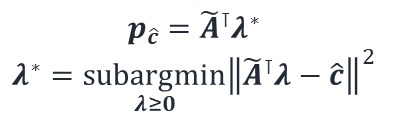 p_ĉ = Ã^⊺ λ*
λ* = subargmin_{λ≥0} ‖Ã^⊺ λ − ĉ‖²